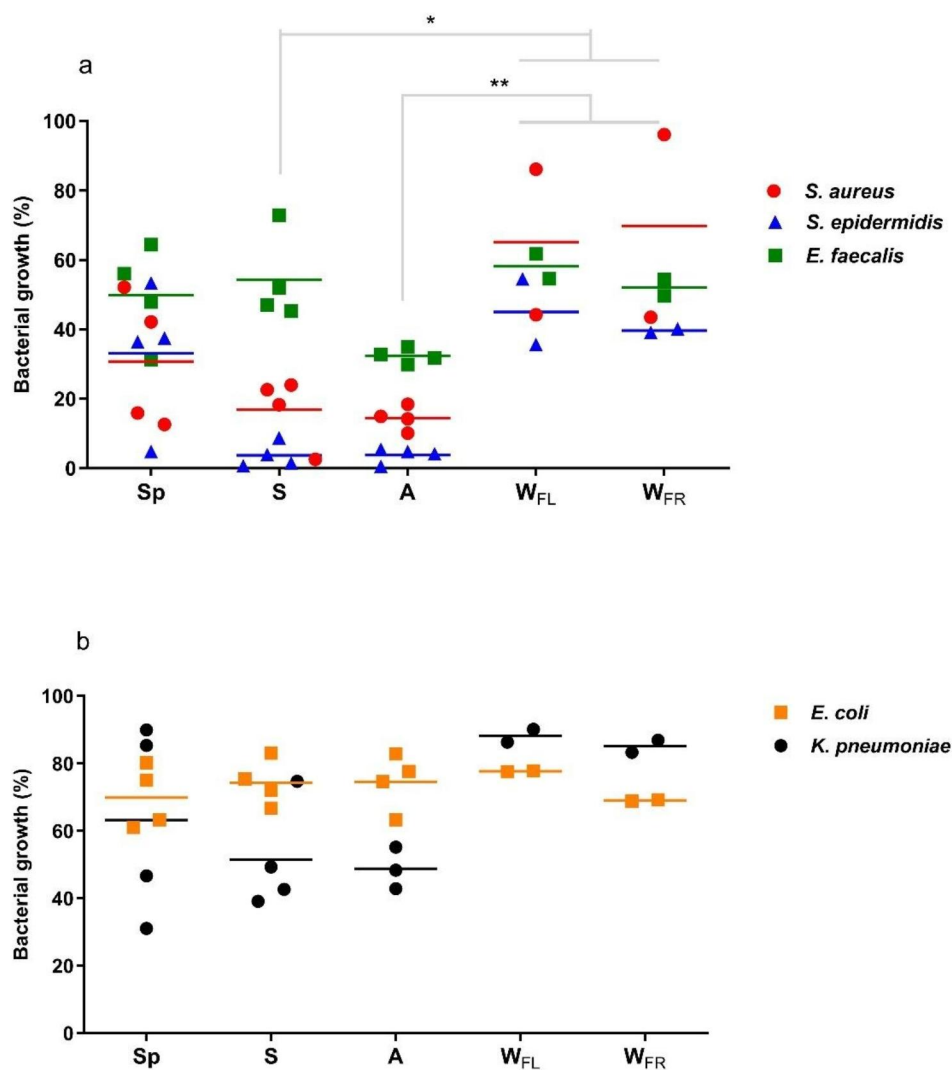 *
a
**
100
80
60
40
20
0
Bacterial growth (%)
Sp S A WFL WFR
S. aureus
S. epidermidis
E. faecalis
b
100
80
60
40
20
0
Bacterial growth (%)
Sp S A WFL WFR
E. coli
K. pneumoniae